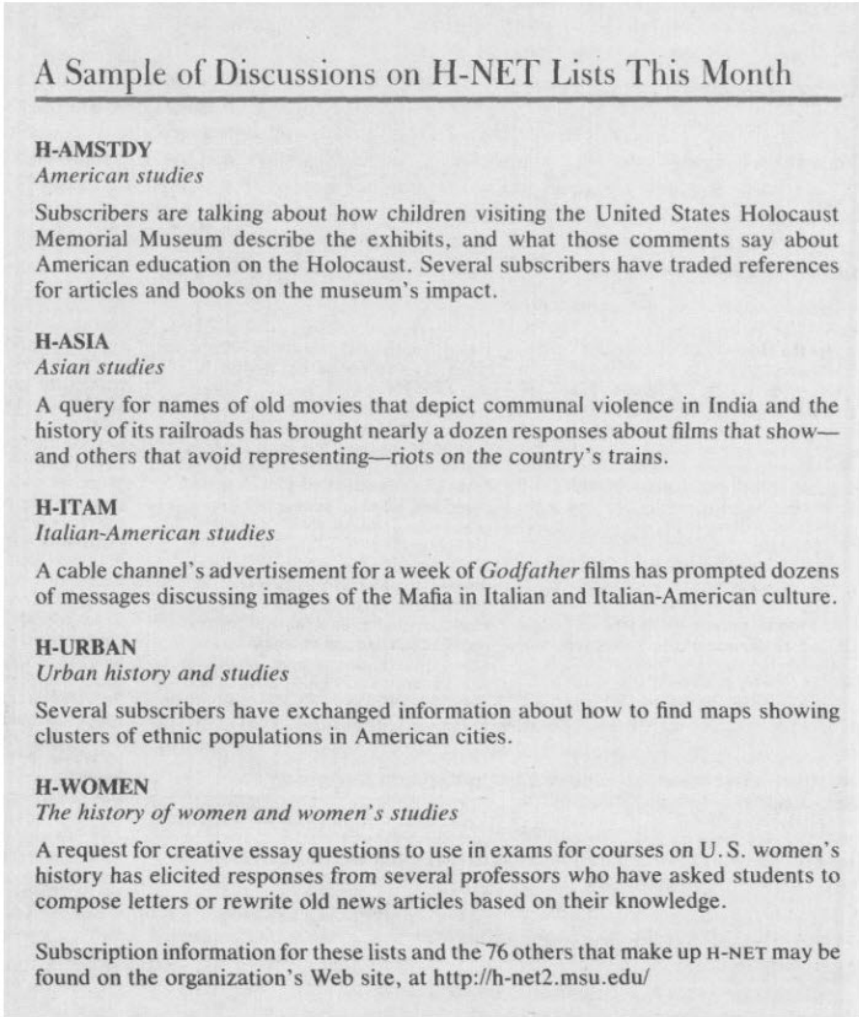 A Sample of Discussions on H-NET Lists This Month
H-AMSTDY
American studies
Subscribers are talking about how children visiting the United States Holocaust
Memorial Museum describe the exhibits, and what those comments say about
American education on the Holocaust. Several subscribers have traded references
for articles and books on the museum's impact.
H-ASIA
Asian studies
A query for names of old movies that depict communal violence in India and the
history of its railroads has brought nearly a dozen responses about films that show—
and others that avoid representing—riots on the country's trains.
H-ITAM
Italian-American studies
A cable channel's advertisement for a week of Godfather films has prompted dozens
of messages discussing images of the Mafia in Italian and Italian-American culture.
H-URBAN
Urban history and studies
Several subscribers have exchanged information about how to find maps showing
clusters of ethnic populations in American cities.
H-WOMEN
The history of women and women's studies
A request for creative essay questions to use in exams for courses on U.S. women's
history has elicited responses from several professors who have asked students to
compose letters or rewrite old news articles based on their knowledge.
Subscription information for these lists and the 76 others that make up H-NET may be
found on the organization's Web site, at http://h-net2.msu.edu/